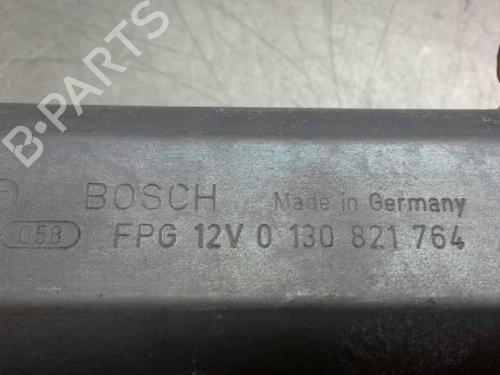 B-PARTS
BOSCH Made in Germany
058 FPG 12V 0 130 821 764